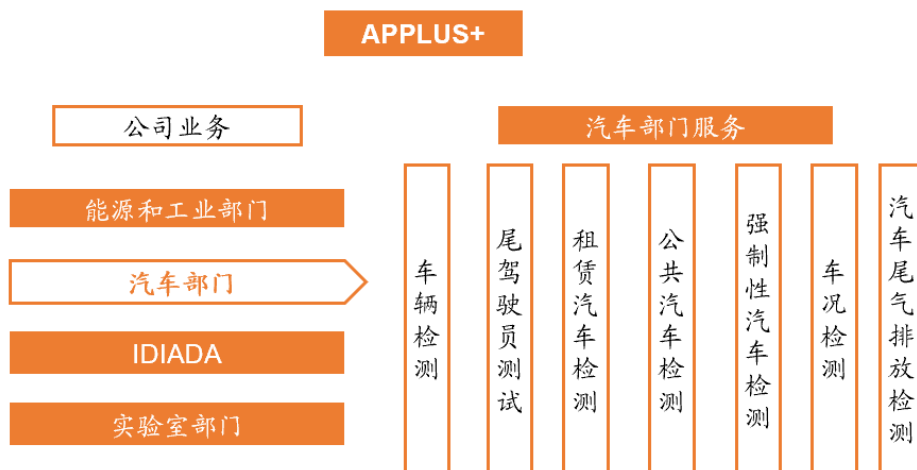 APPLUS+
公司业务
汽车部门服务
能源和工业部门
汽车部门
IDIADA
实验室部门
车辆检测
尾驾驶员测试
租赁汽车检测
公共汽车检测
强制性汽车检测
车况检测
汽车尾气排放检测